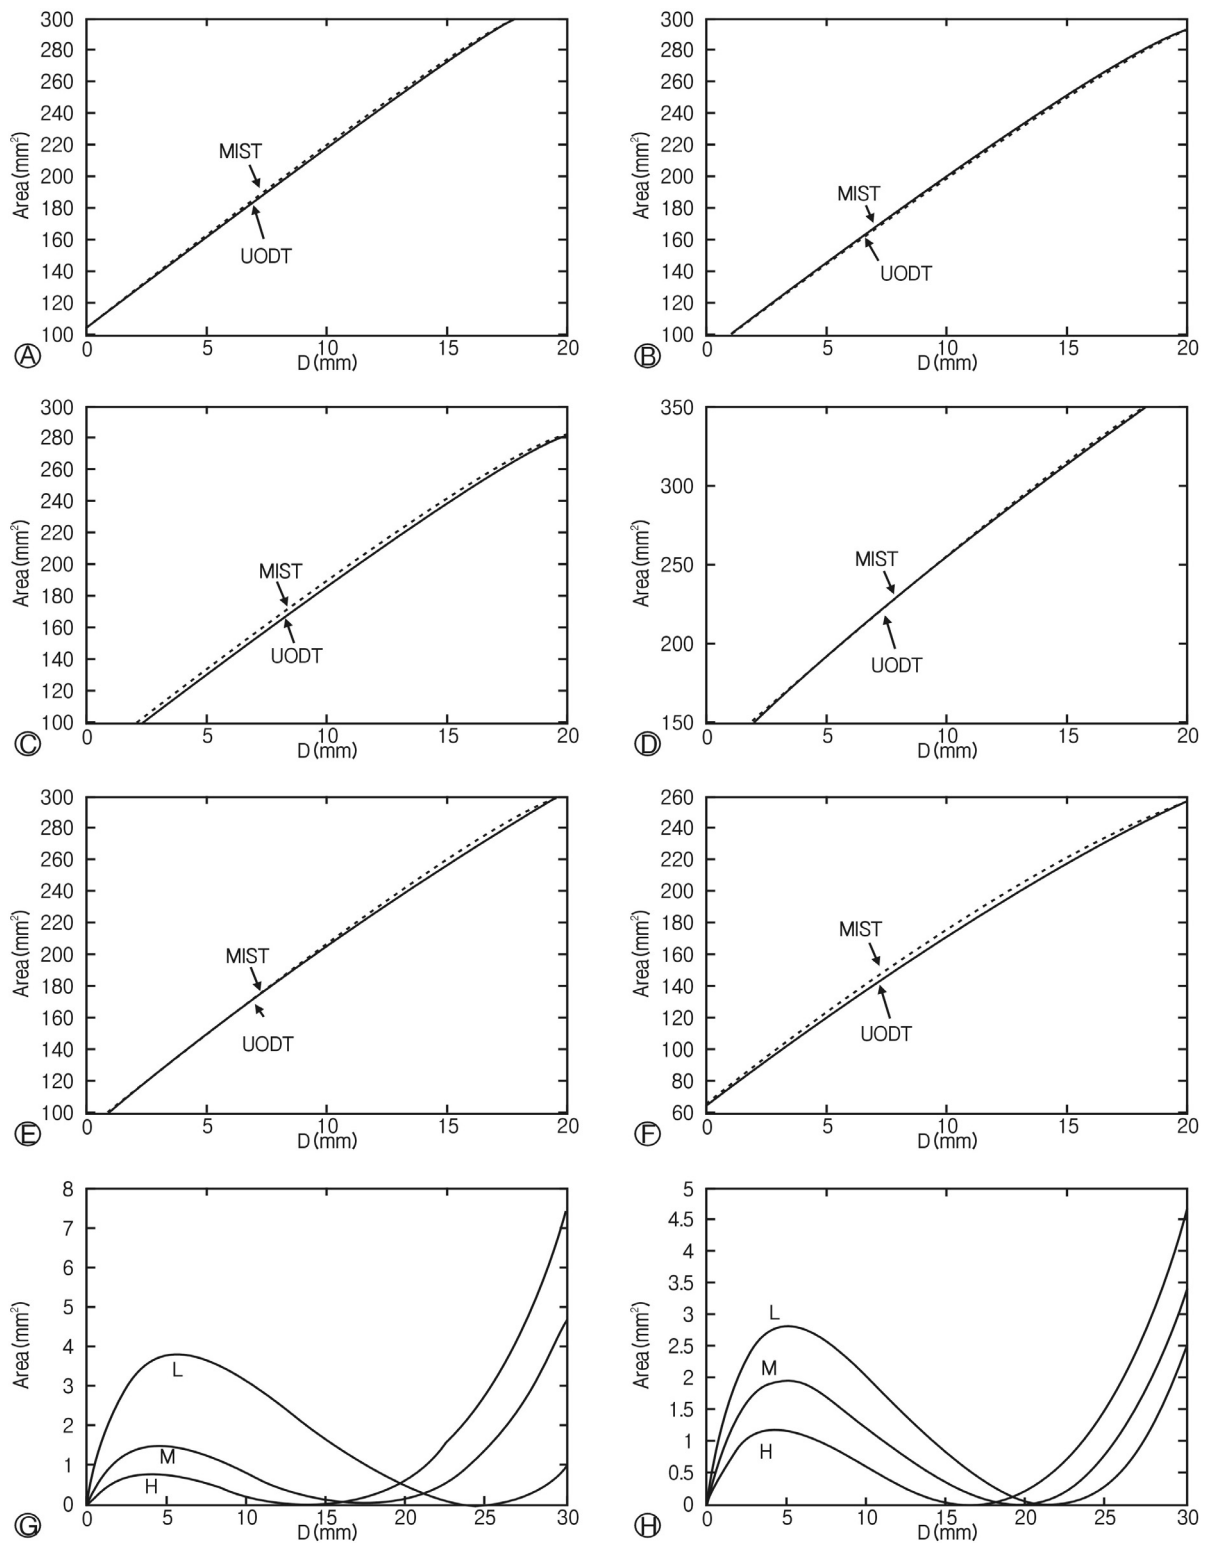 300
280
260
240
220
200
180
160
140
120
100
Area (mm²)
MIST
UODT
0 5 10 15 20
D (mm)
Ⓐ
300
280
260
240
220
200
180
160
140
120
100
Area (mm²)
MIST
UODT
0 5 10 15 20
D (mm)
Ⓑ
300
280
260
240
220
200
180
160
140
120
100
Area (mm²)
MIST
UODT
0 5 10 15 20
D (mm)
Ⓒ
350
300
250
200
150
Area (mm²)
MIST
UODT
0 5 10 15 20
D (mm)
Ⓓ
300
280
260
240
220
200
180
160
140
120
100
Area (mm²)
MIST
UODT
0 5 10 15 20
D (mm)
Ⓔ
260
240
220
200
180
160
140
120
100
80
60
Area (mm²)
MIST
UODT
0 5 10 15 20
D (mm)
Ⓕ
8
7
6
5
4
3
2
1
0
Area (mm²)
L
M
H
0 5 10 15 20 25 30
D (mm)
Ⓖ
5
4.5
4
3.5
3
2.5
2
1.5
1
0.5
0
Area (mm²)
L
M
H
0 5 10 15 20 25 30
D (mm)
Ⓗ